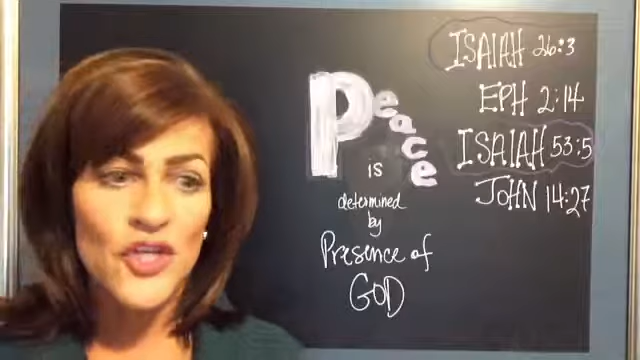 Peace
is
determined
by
Presence of
GOD
ISAIAH 26:3
EPH 2:14
ISAIAH 53:5
JOHN 14:27